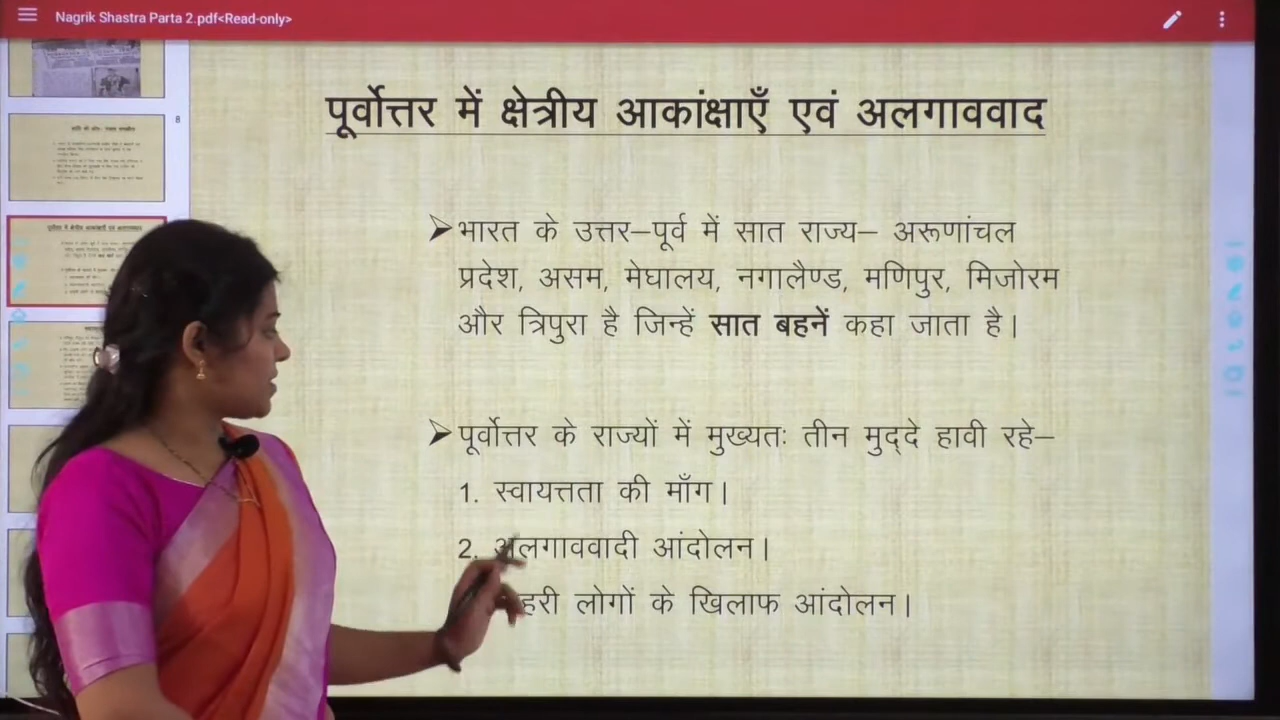 Nagrik Shastra Parta 2.pdf<Read-only>
8
पूर्वोत्तर में क्षेत्रीय आकांक्षाएँ एवं अलगाववाद
भारत के उत्तर–पूर्व में सात राज्य– अरूणांचल
प्रदेश, असम, मेघालय, नगालैण्ड, मणिपुर, मिजोरम
और त्रिपुरा है जिन्हें सात बहनें कहा जाता है।
पूर्वोत्तर के राज्यों में मुख्यतः तीन मुद्दे हावी रहे–
1. स्वायत्तता की माँग।
2. अलगाववादी आंदोलन।
लोगों के खिलाफ आंदोलन।